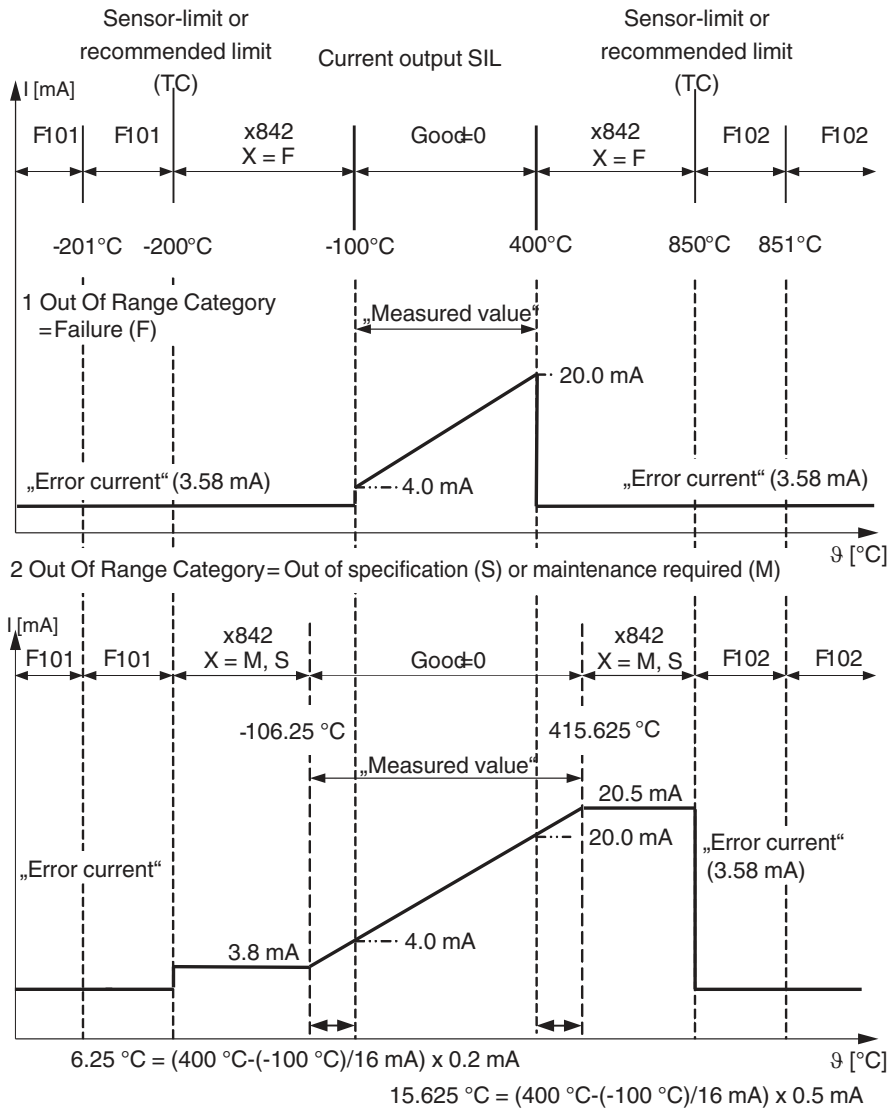 Sensor-limit or
recommended limit
(TC)
Current output SIL
Sensor-limit or
recommended limit
(TC)
I [mA]
F101
F101
x842
X = F
Good=0
x842
X = F
F102
F102
-201°C
-200°C
-100°C
400°C
850°C
851°C
1 Out Of Range Category
=Failure (F)
„Measured value“
20.0 mA
„Error current“ (3.58 mA)
4.0 mA
„Error current“ (3.58 mA)
ϑ [°C]
2 Out Of Range Category= Out of specification (S) or maintenance required (M)
I [mA]
F101
F101
x842
X = M, S
Good=0
x842
X = M, S
F102
F102
-106.25 °C
415.625 °C
„Measured value“
20.5 mA
20.0 mA
„Error current“
(3.58 mA)
„Error current“
3.8 mA
4.0 mA
6.25 °C = (400 °C-(-100 °C)/16 mA) x 0.2 mA
ϑ [°C]
15.625 °C = (400 °C-(-100 °C)/16 mA) x 0.5 mA